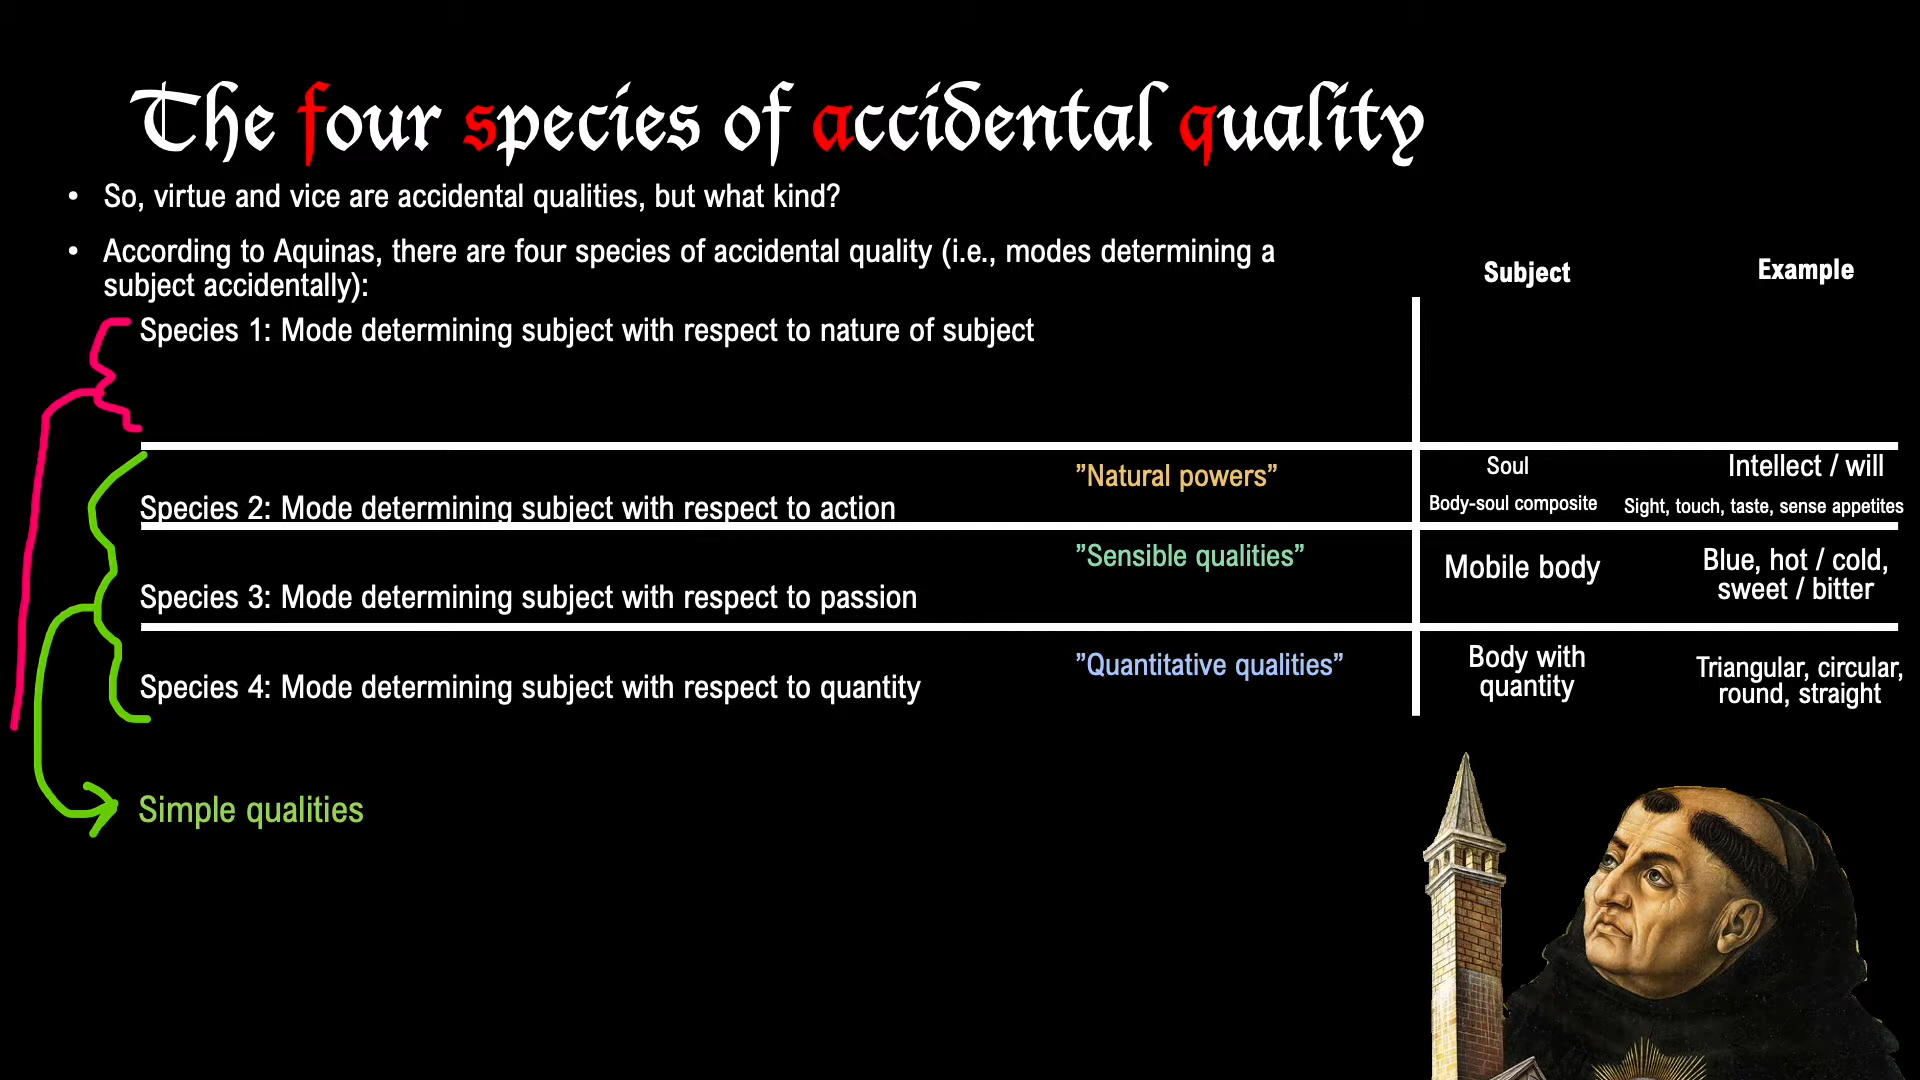 The four species of accidental quality
• So, virtue and vice are accidental qualities, but what kind?
• According to Aquinas, there are four species of accidental quality (i.e., modes determining a
subject accidentally):
Subject
Example
Species 1: Mode determining subject with respect to nature of subject
”Natural powers”
Soul
Intellect / will
Species 2: Mode determining subject with respect to action
Body-soul composite
Sight, touch, taste, sense appetites
”Sensible qualities”
Mobile body
Blue, hot / cold,
sweet / bitter
Species 3: Mode determining subject with respect to passion
”Quantitative qualities”
Body with
quantity
Triangular, circular,
round, straight
Species 4: Mode determining subject with respect to quantity
Simple qualities